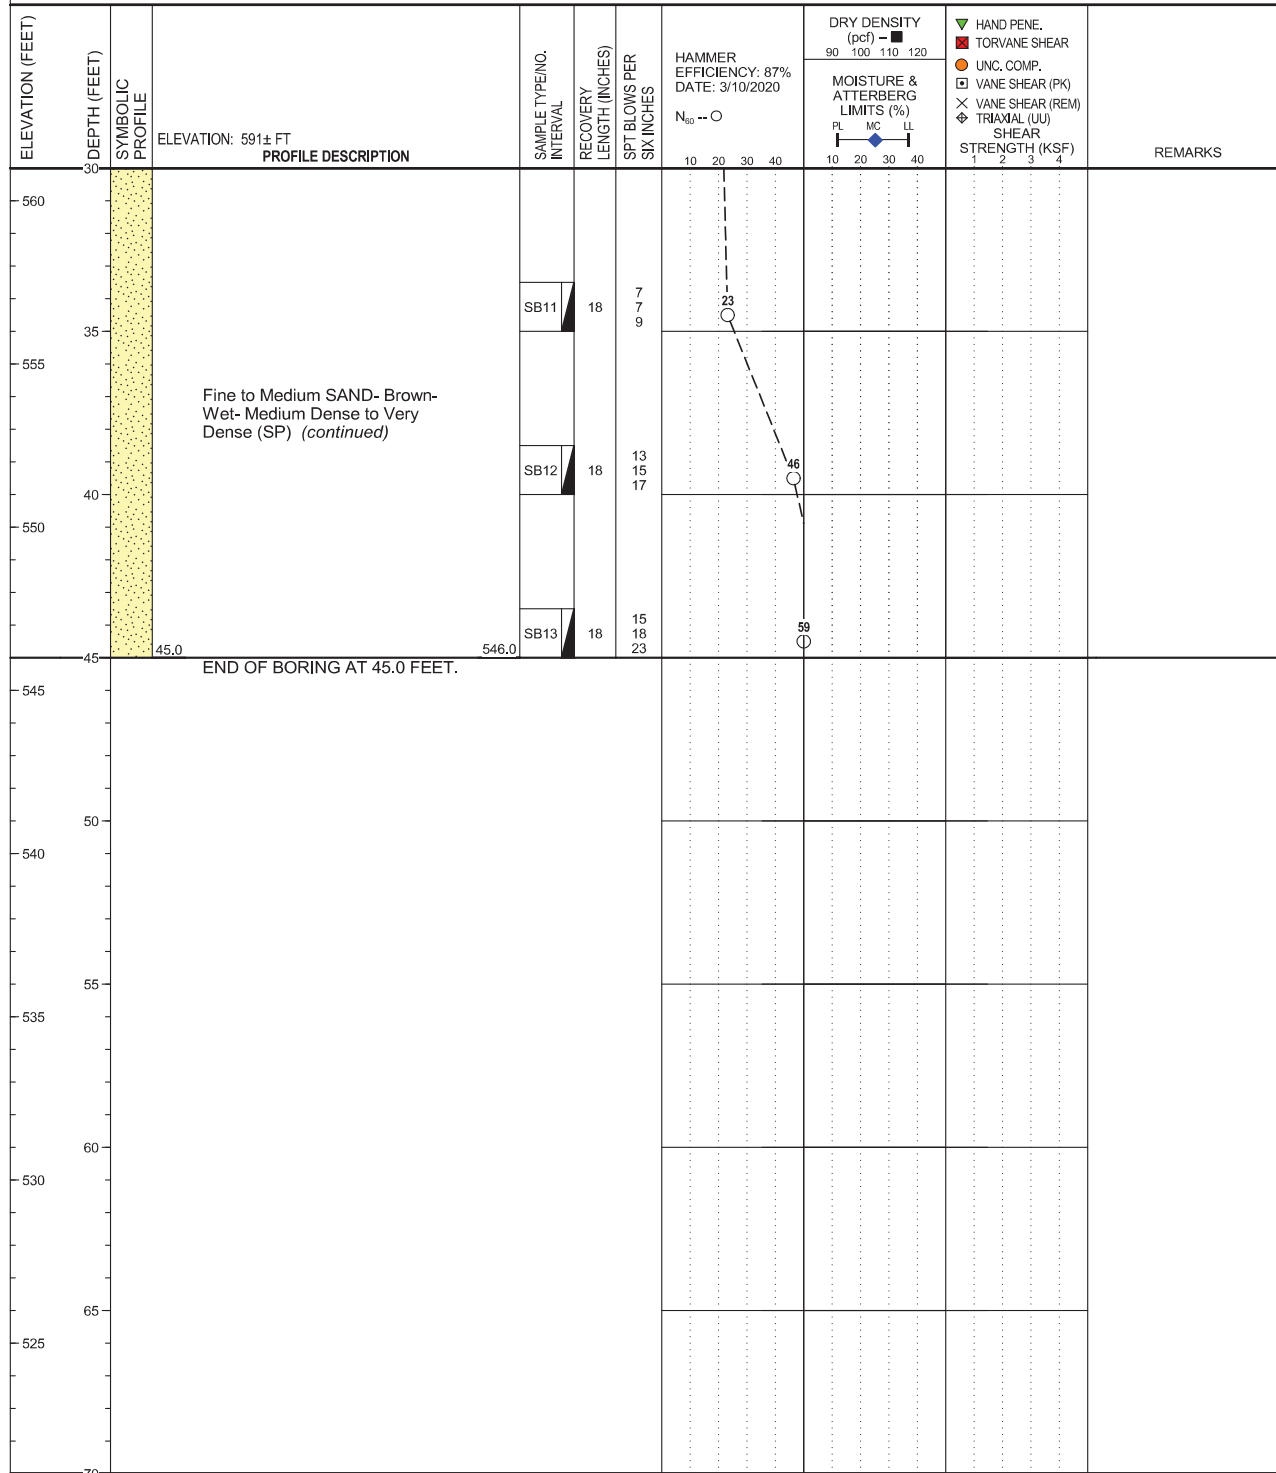 ELEVATION (FEET)
DEPTH (FEET)
SYMBOLIC
PROFILE
ELEVATION: 591± FT
PROFILE DESCRIPTION
SAMPLE TYPE/NO.
INTERVAL
RECOVERY
LENGTH (INCHES)
SPT BLOWS PER
SIX INCHES
HAMMER
EFFICIENCY: 87%
DATE: 3/10/2020
N60 -- O
10 20 30 40
DRY DENSITY
(pcf) - ■
90 100 110 120
MOISTURE &
ATTERBERG
LIMITS (%)
PL MC LL
10 20 30 40
HAND PENE.
TORVANE SHEAR
UNC. COMP.
VANE SHEAR (PK)
VANE SHEAR (REM)
TRIAXIAL (UU)
SHEAR
STRENGTH (KSF)
1 2 3 4
REMARKS
30
560
SB11 18
7
7
9
23
35
555
Fine to Medium SAND- Brown-
Wet- Medium Dense to Very
Dense (SP) (continued)
SB12 18
13
15
17
46
40
550
SB13 18
15
18
23
59
45.0 546.0
45
END OF BORING AT 45.0 FEET.
545
50
540
55
535
60
530
65
525
70